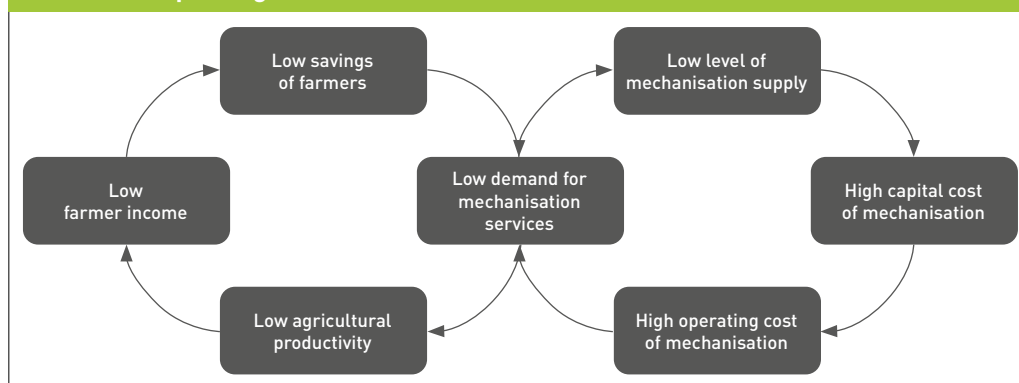 Low savings
of farmers
Low level of
mechanisation supply
Low
farmer income
Low demand for
mechanisation
services
High capital cost
of mechanisation
Low agricultural
productivity
High operating cost
of mechanisation